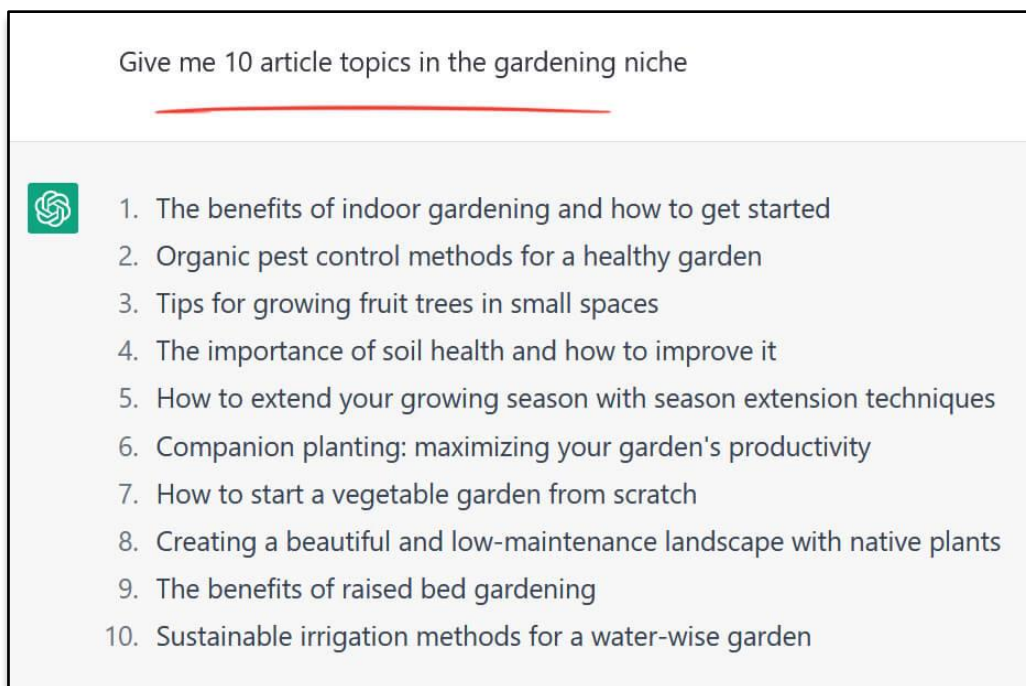 Give me 10 article topics in the gardening niche
1. The benefits of indoor gardening and how to get started
2. Organic pest control methods for a healthy garden
3. Tips for growing fruit trees in small spaces
4. The importance of soil health and how to improve it
5. How to extend your growing season with season extension techniques
6. Companion planting: maximizing your garden's productivity
7. How to start a vegetable garden from scratch
8. Creating a beautiful and low-maintenance landscape with native plants
9. The benefits of raised bed gardening
10. Sustainable irrigation methods for a water-wise garden